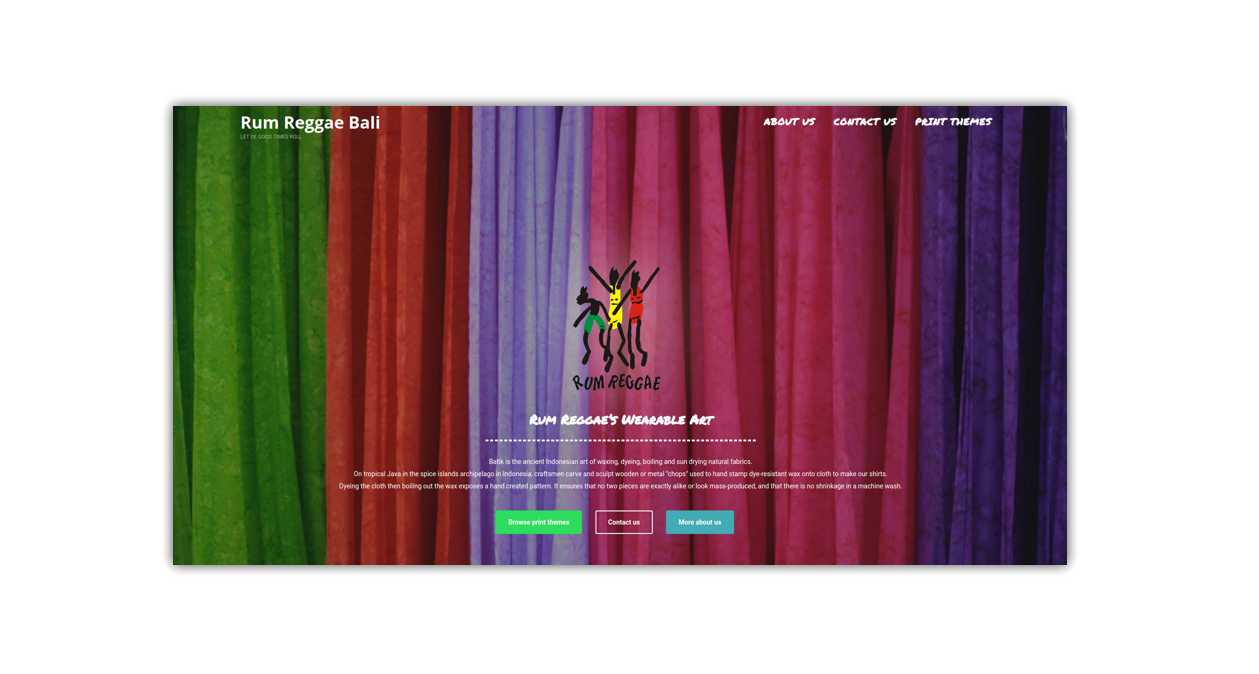 Rum Reggae Bali
ABOUT US CONTACT US PRINT THEMES
LET DE GOOD TIMES ROLL
RUM REGGAE
Rum Reggae's Wearable Art
Batik is the ancient Indonesian art of waxing, dyeing, boiling and sun drying natural fabrics.
On tropical Java in the spice islands archipelago in Indonesia, craftsmen carve and sculpt wooden or metal "chops" used to hand stamp dye-resistant wax onto cloth to make our shirts.
Dyeing the cloth then boiling out the wax exposes a hand created pattern. It ensures that no two pieces are exactly alike or look mass-produced, and that there is no shrinkage in a machine wash.
Browse print themes Contact us More about us